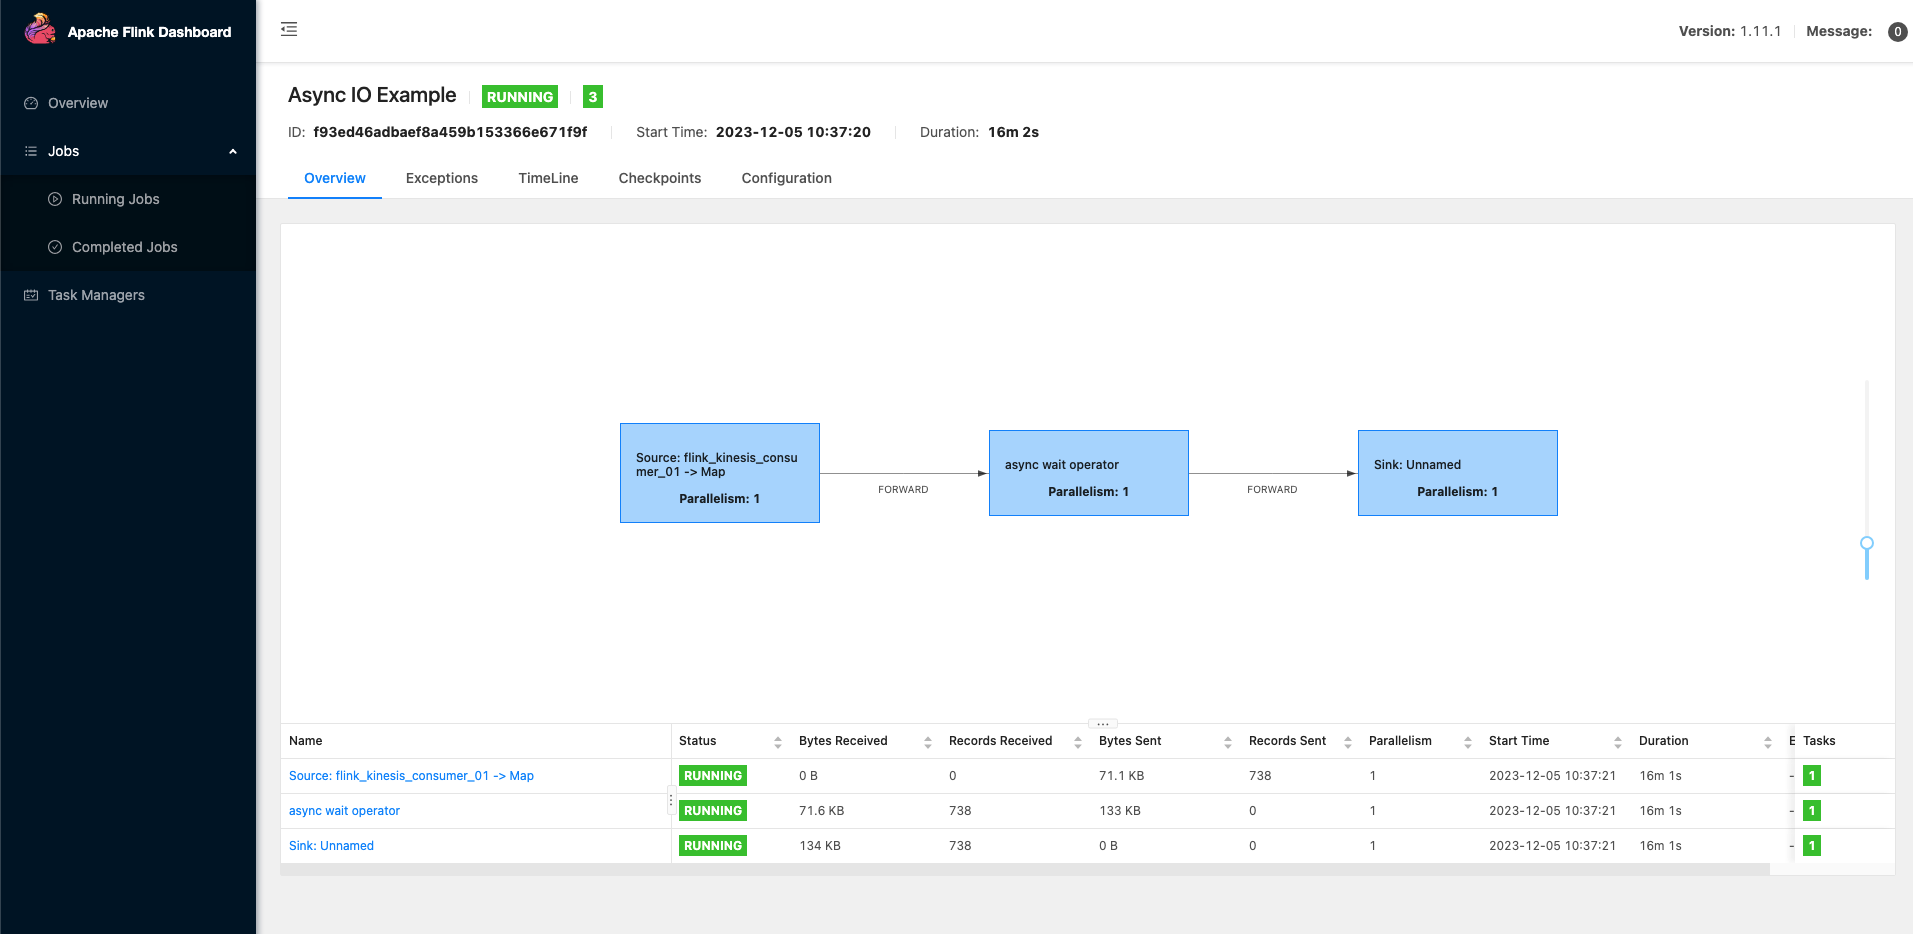 Apache Flink Dashboard
Version: 1.11.1 Message: 0
Overview
Jobs
Running Jobs
Completed Jobs
Task Managers
Async IO Example RUNNING 3
ID: f93ed46adbaef8a459b153366e671f9f Start Time: 2023-12-05 10:37:20 Duration: 16m 2s
Overview Exceptions TimeLine Checkpoints Configuration
Source: flink_kinesis_consu
mer_01 -> Map
Parallelism: 1
FORWARD
async wait operator
Parallelism: 1
FORWARD
Sink: Unnamed
Parallelism: 1
Name Status Bytes Received Records Received Bytes Sent Records Sent Parallelism Start Time Duration E Tasks
Source: flink_kinesis_consumer_01 -> Map RUNNING 0 B 0 71.1 KB 738 1 2023-12-05 10:37:21 16m 1s - 1
async wait operator RUNNING 71.6 KB 738 133 KB 0 1 2023-12-05 10:37:21 16m 1s - 1
Sink: Unnamed RUNNING 134 KB 738 0 B 0 1 2023-12-05 10:37:21 16m 1s - 1